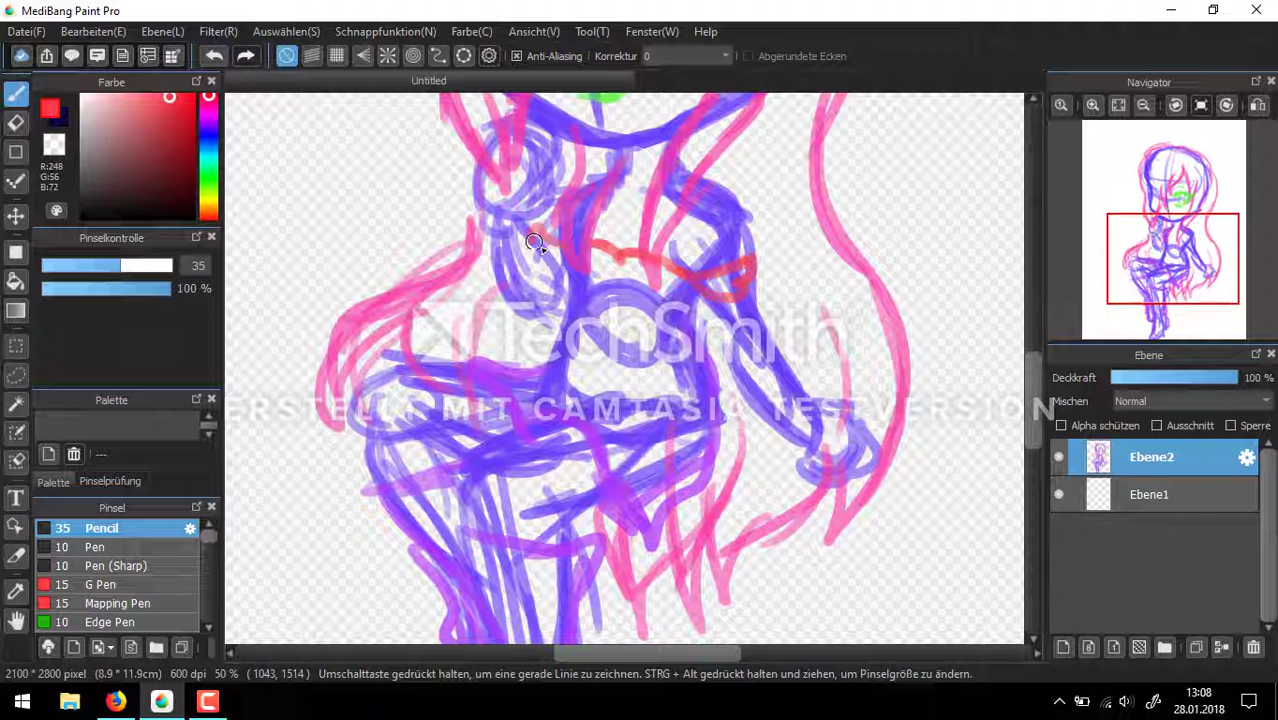 MediBang Paint Pro
Datei(F) Bearbeiten(E) Ebene(L) Filter(R) Auswählen(S) Schnappfunktion(N) Farbe(C) Ansicht(V) Tool(T) Fenster(W) Help
Anti-Aliasing Korrektur 0 Abgerundete Ecken
Farbe
Untitled
Navigator
R:248
G:56
B:72
Pinselkontrolle
35
100 %
TechSmith
ERSTELLT MIT CAMTASIA TESTVERSION
Ebene
Deckkraft 100 %
Mischen Normal
Alpha schützen Ausschnitt Sperre
Ebene2
Ebene1
Palette
---
Palette Pinselprüfung
Pinsel
35 Pencil
10 Pen
10 Pen (Sharp)
15 G Pen
15 Mapping Pen
10 Edge Pen
2100 * 2800 pixel (8.9 * 11.9cm) 600 dpi 50 % ( 1043, 1514 ) Umschalttaste gedrückt halten, um eine gerade Linie zu zeichnen. STRG + Alt gedrückt halten und ziehen, um Pinselgröße zu ändern.
13:08
28.01.2018